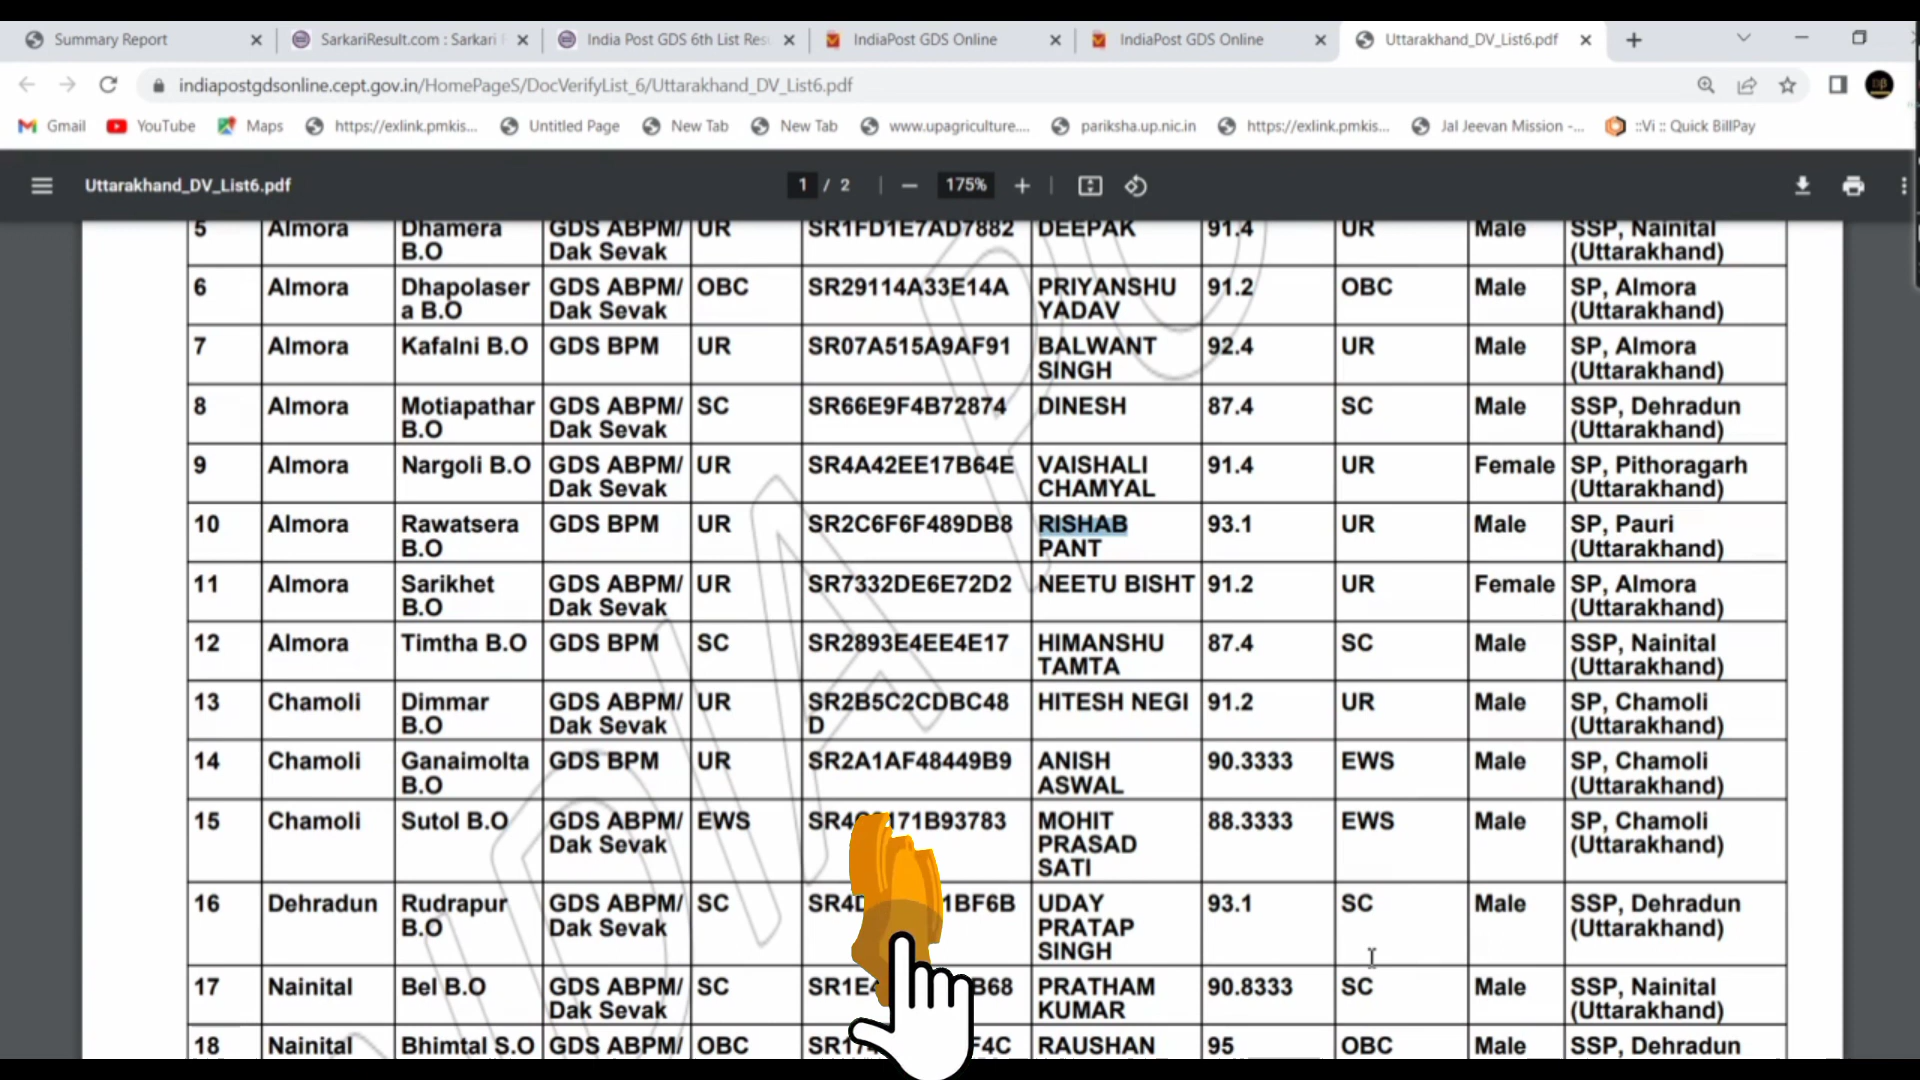 Summary Report
SarkariResult.com : Sarkari
India Post GDS 6th List Res
IndiaPost GDS Online
IndiaPost GDS Online
Uttarakhand_DV_List6.pdf
indiapostgdsonline.cept.gov.in/HomePageS/DocVerifyList_6/Uttarakhand_DV_List6.pdf
Gmail YouTube Maps https://exlink.pmkis... Untitled Page New Tab New Tab www.upagriculture.... pariksha.up.nic.in https://exlink.pmkis... Jal Jeevan Mission -... ::Vi :: Quick BillPay
Uttarakhand_DV_List6.pdf 1 / 2 175%
5 Almora Dhamera GDS ABPM/ UR SR1FD1E7AD7882 DEEPAK 91.4 UR Male SSP, Nainital
B.O Dak Sevak (Uttarakhand)
6 Almora Dhapolaser GDS ABPM/ OBC SR29114A33E14A PRIYANSHU 91.2 OBC Male SP, Almora
a B.O Dak Sevak YADAV (Uttarakhand)
7 Almora Kafalni B.O GDS BPM UR SR07A515A9AF91 BALWANT 92.4 UR Male SP, Almora
SINGH (Uttarakhand)
8 Almora Motiapathar GDS ABPM/ SC SR66E9F4B72874 DINESH 87.4 SC Male SSP, Dehradun
B.O Dak Sevak (Uttarakhand)
9 Almora Nargoli B.O GDS ABPM/ UR SR4A42EE17B64E VAISHALI 91.4 UR Female SP, Pithoragarh
Dak Sevak CHAMYAL (Uttarakhand)
10 Almora Rawatsera GDS BPM UR SR2C6F6F489DB8 RISHAB 93.1 UR Male SP, Pauri
B.O PANT (Uttarakhand)
11 Almora Sarikhet GDS ABPM/ UR SR7332DE6E72D2 NEETU BISHT 91.2 UR Female SP, Almora
B.O Dak Sevak (Uttarakhand)
12 Almora Timtha B.O GDS BPM SC SR2893E4EE4E17 HIMANSHU 87.4 SC Male SSP, Nainital
TAMTA (Uttarakhand)
13 Chamoli Dimmar GDS ABPM/ UR SR2B5C2CDBC48 HITESH NEGI 91.2 UR Male SP, Chamoli
B.O Dak Sevak D (Uttarakhand)
14 Chamoli Ganaimolta GDS BPM UR SR2A1AF48449B9 ANISH 90.3333 EWS Male SP, Chamoli
B.O ASWAL (Uttarakhand)
15 Chamoli Sutol B.O GDS ABPM/ EWS MOHIT 88.3333 EWS Male SP, Chamoli
Dak Sevak PRASAD (Uttarakhand)
SATI
16 Dehradun Rudrapur GDS ABPM/ SC UDAY 93.1 SC Male SSP, Dehradun
B.O Dak Sevak PRATAP (Uttarakhand)
SINGH
17 Nainital Bel B.O GDS ABPM/ SC PRATHAM 90.8333 SC Male SSP, Nainital
Dak Sevak KUMAR (Uttarakhand)
18 Nainital Bhimtal S.O GDS ABPM/ OBC RAUSHAN 95 OBC Male SSP, Dehradun